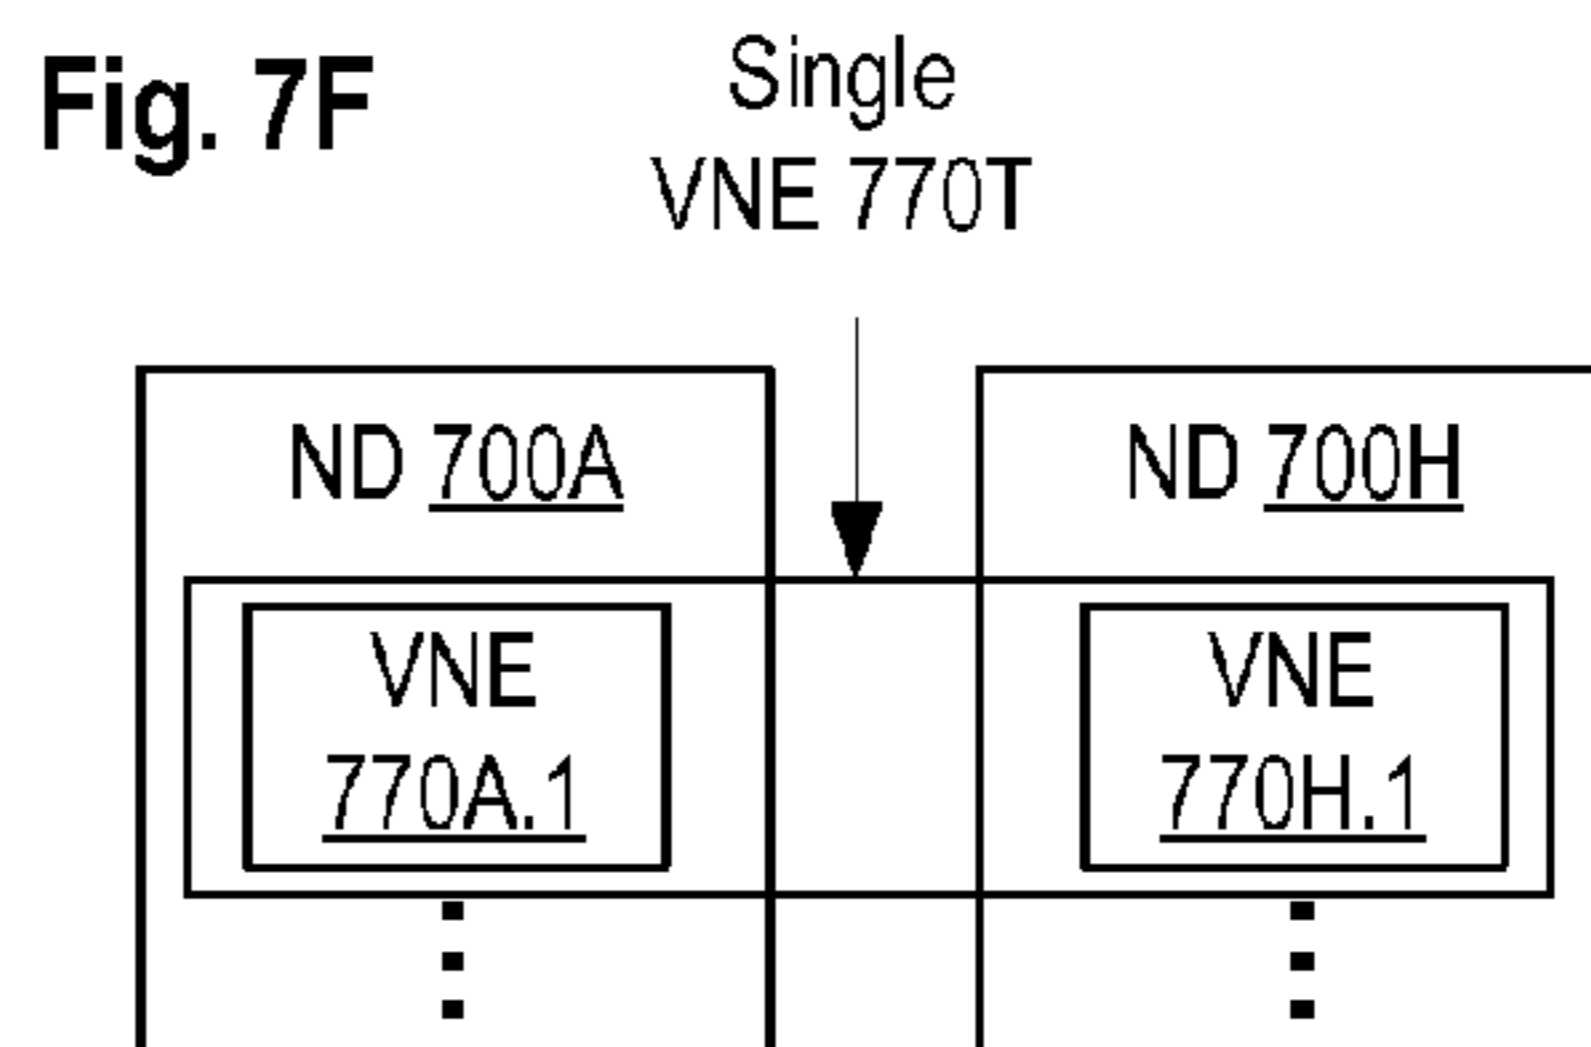 Fig. 7F
Single
VNE 770T
ND 700A
ND 700H
VNE
770A.1
VNE
770H.1